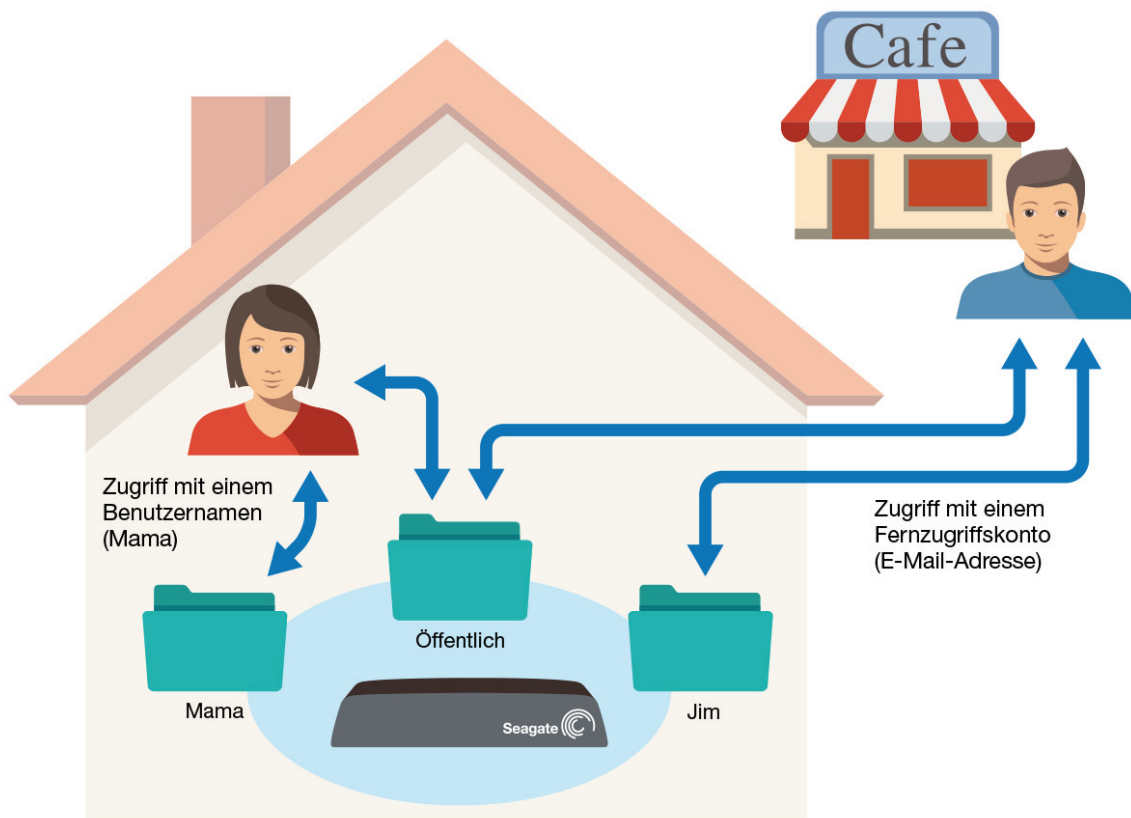 Cafe
Zugriff mit einem
Benutzernamen
(Mama)
Zugriff mit einem
Fernzugriffskonto
(E-Mail-Adresse)
Öffentlich
Mama
Jim
Seagate